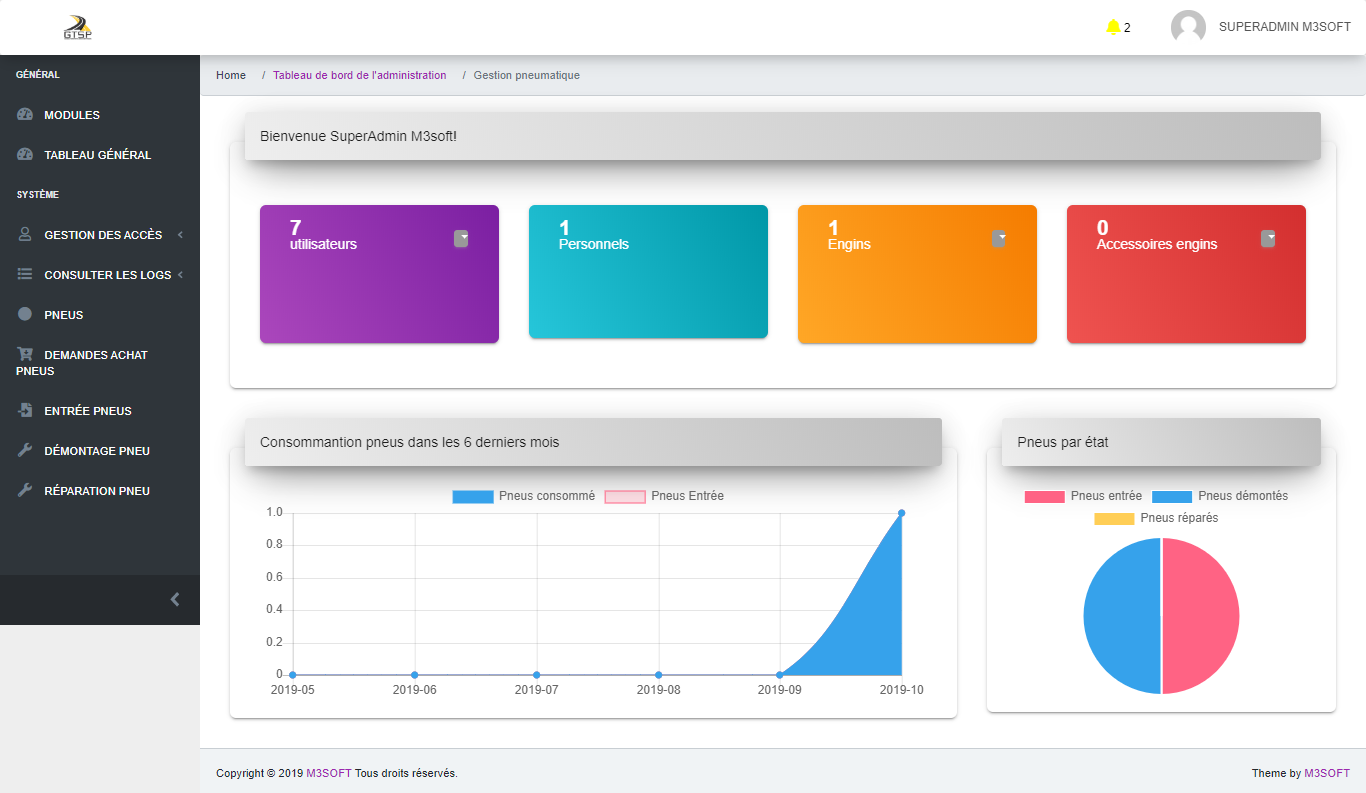 GTSP
2
SUPERADMIN M3SOFT
GÉNÉRAL
MODULES
TABLEAU GÉNÉRAL
SYSTÈME
GESTION DES ACCÈS
CONSULTER LES LOGS
PNEUS
DEMANDES ACHAT
PNEUS
ENTRÉE PNEUS
DÉMONTAGE PNEU
RÉPARATION PNEU
Home / Tableau de bord de l'administration / Gestion pneumatique
Bienvenue SuperAdmin M3soft!
7
utilisateurs
1
Personnels
1
Engins
0
Accessoires engins
Consommantion pneus dans les 6 derniers mois
Pneus consommé Pneus Entrée
1.0
0.8
0.6
0.4
0.2
0
2019-05 2019-06 2019-07 2019-08 2019-09 2019-10
Pneus par état
Pneus entrée Pneus démontés
Pneus réparés
Copyright © 2019 M3SOFT Tous droits réservés.
Theme by M3SOFT